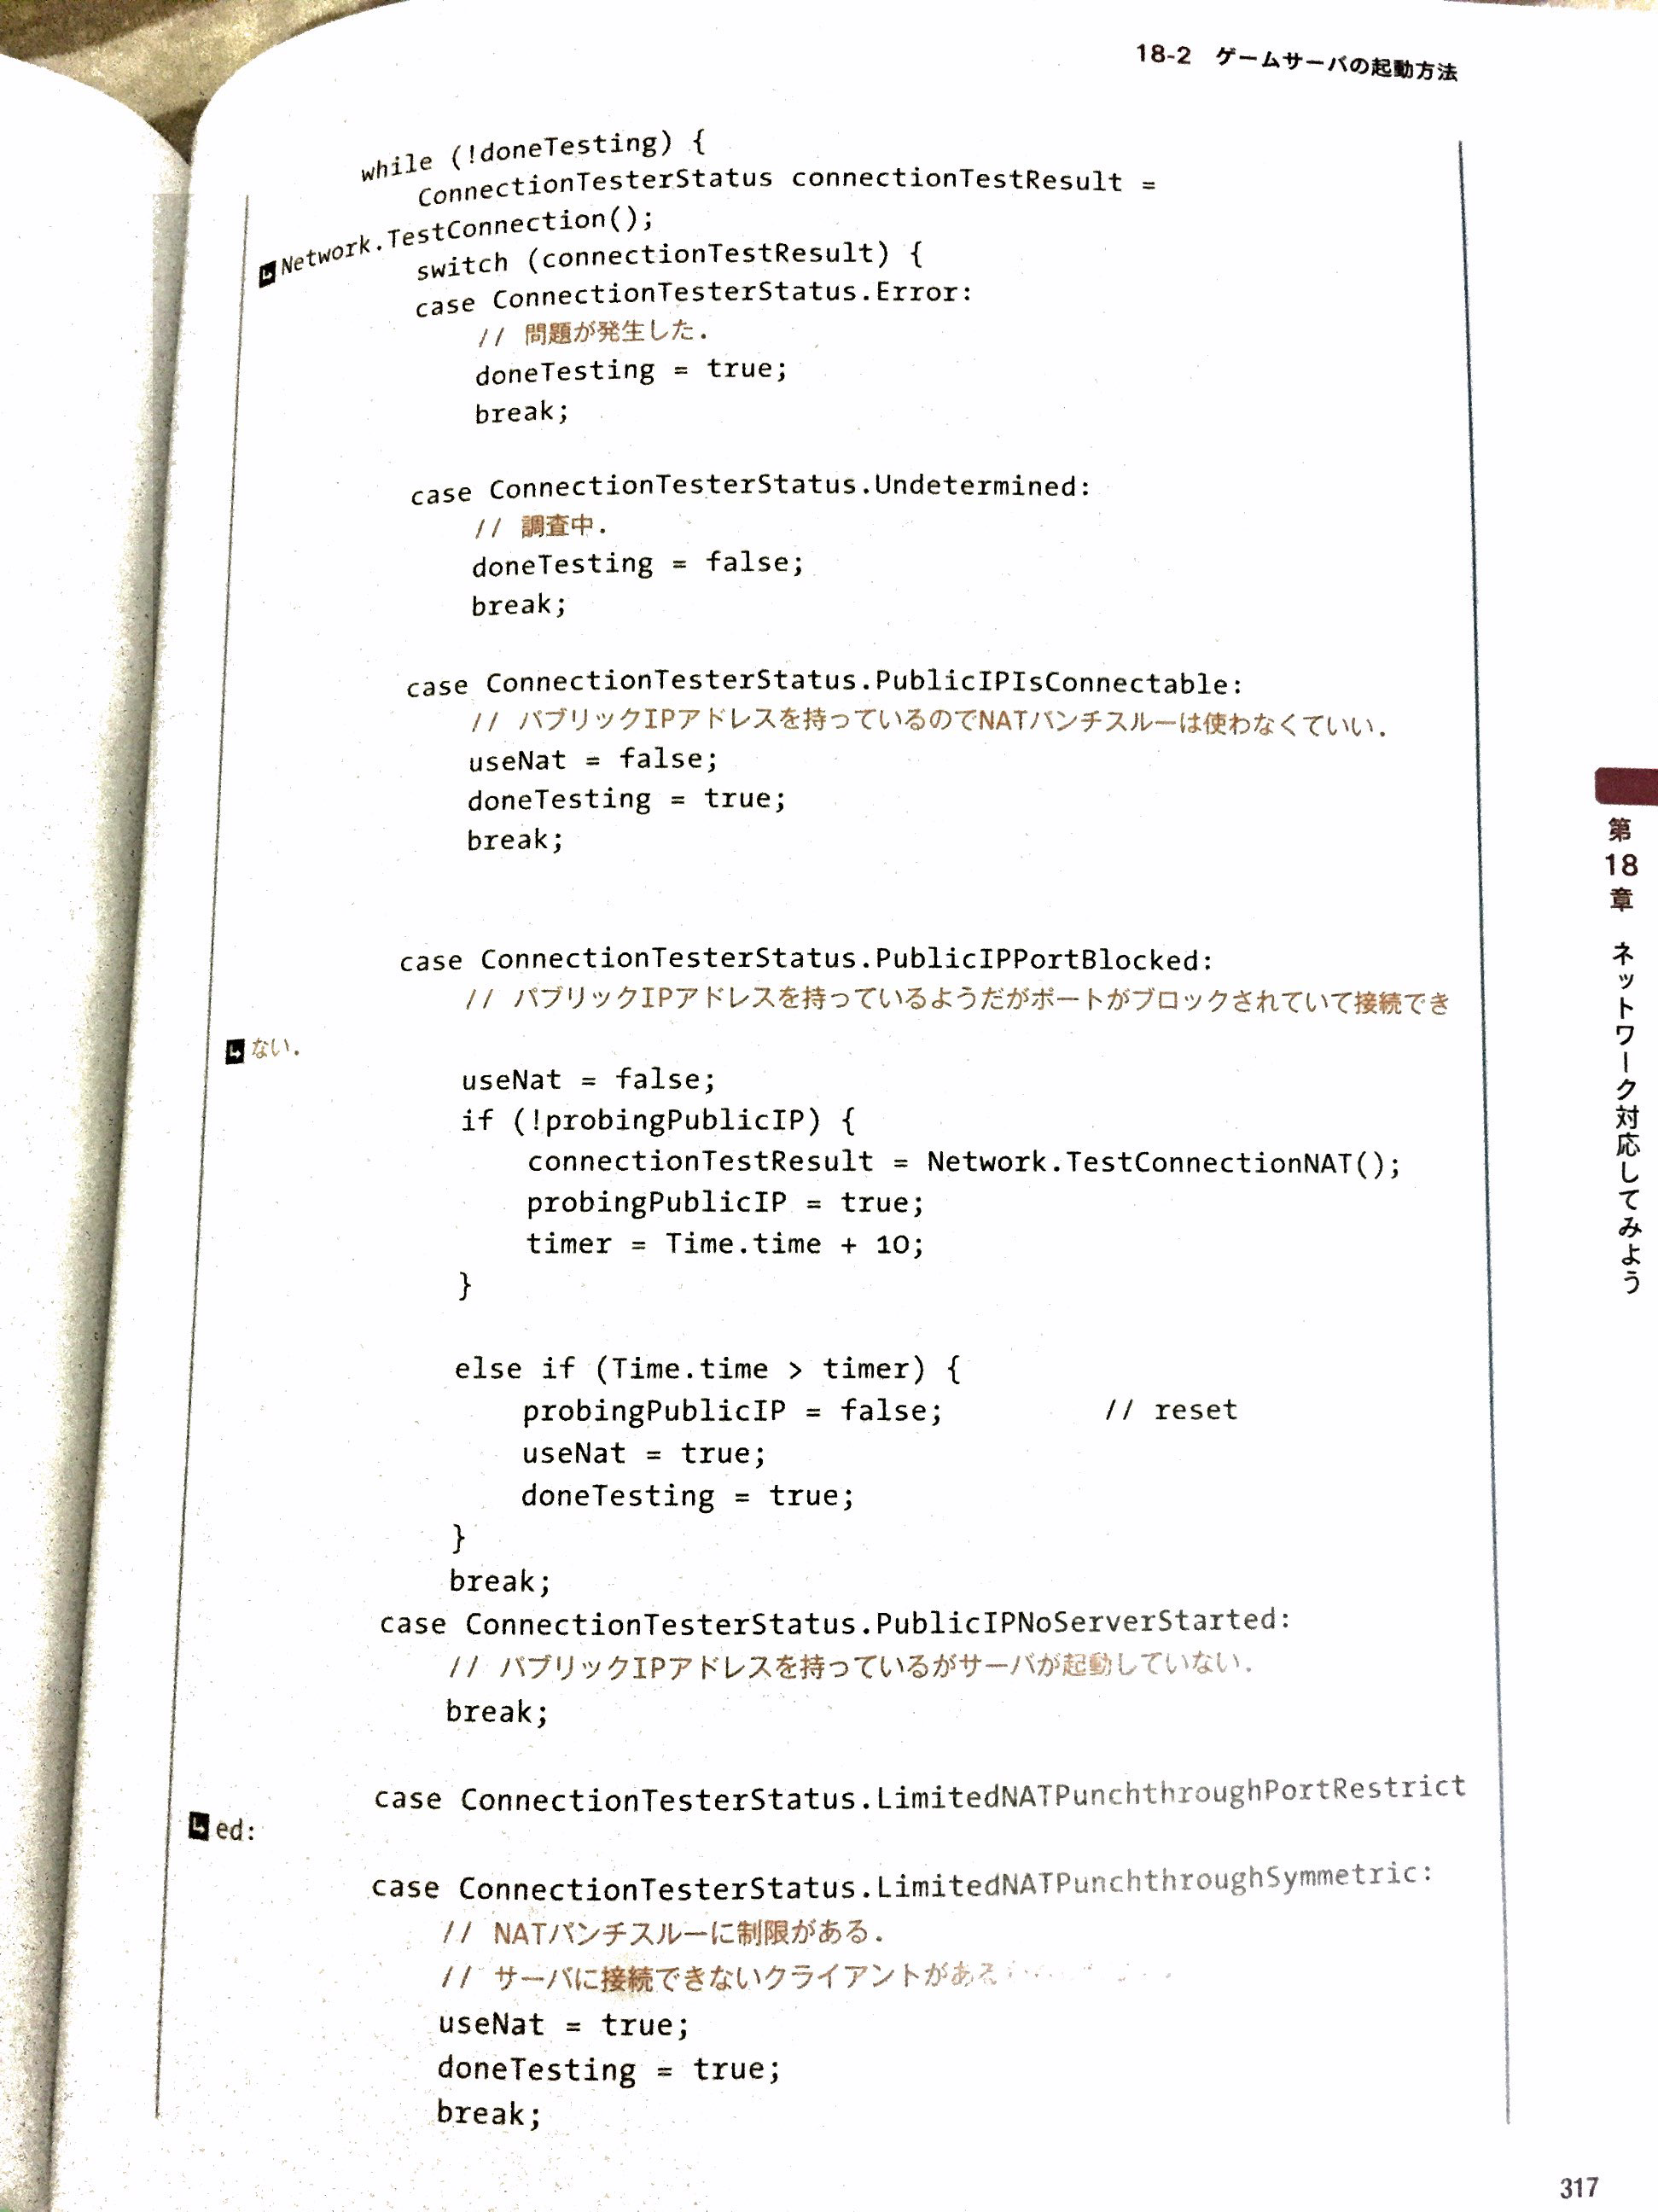 18-2 ゲームサーバの起動方法
while (!doneTesting) {
ConnectionTesterStatus connectionTestResult =
Network.TestConnection();
switch (connectionTestResult) {
case ConnectionTesterStatus.Error:
// 問題が発生した.
doneTesting = true;
break;
case ConnectionTesterStatus.Undetermined:
// 調査中.
doneTesting = false;
break;
case ConnectionTesterStatus.PublicIPIsConnectable:
// パブリックIPアドレスを持っているのでNATパンチスルーは使わなくていい.
useNat = false;
doneTesting = true;
break;
case ConnectionTesterStatus.PublicIPPortBlocked:
// パブリックIPアドレスを持っているようだがポートがブロックされていて接続でき
ない.
useNat = false;
if (!probingPublicIP) {
connectionTestResult = Network.TestConnectionNAT();
probingPublicIP = true;
timer = Time.time + 10;
}
else if (Time.time > timer) {
probingPublicIP = false; // reset
useNat = true;
doneTesting = true;
}
break;
case ConnectionTesterStatus.PublicIPNoServerStarted:
// パブリックIPアドレスを持っているがサーバが起動していない.
break;
case ConnectionTesterStatus.LimitedNATPunchthroughPortRestrict
ed:
case ConnectionTesterStatus.LimitedNATPunchthroughSymmetric:
// NATパンチスルーに制限がある.
// サーバに接続できないクライアントがある
useNat = true;
doneTesting = true;
break;
第18章 ネットワーク対応してみよう
317